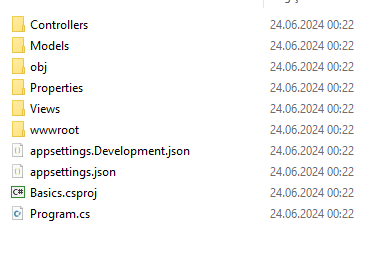 Controllers 24.06.2024 00:22
Models 24.06.2024 00:22
obj 24.06.2024 00:22
Properties 24.06.2024 00:22
Views 24.06.2024 00:22
wwwroot 24.06.2024 00:22
appsettings.Development.json 24.06.2024 00:22
appsettings.json 24.06.2024 00:22
Basics.csproj 24.06.2024 00:22
Program.cs 24.06.2024 00:22